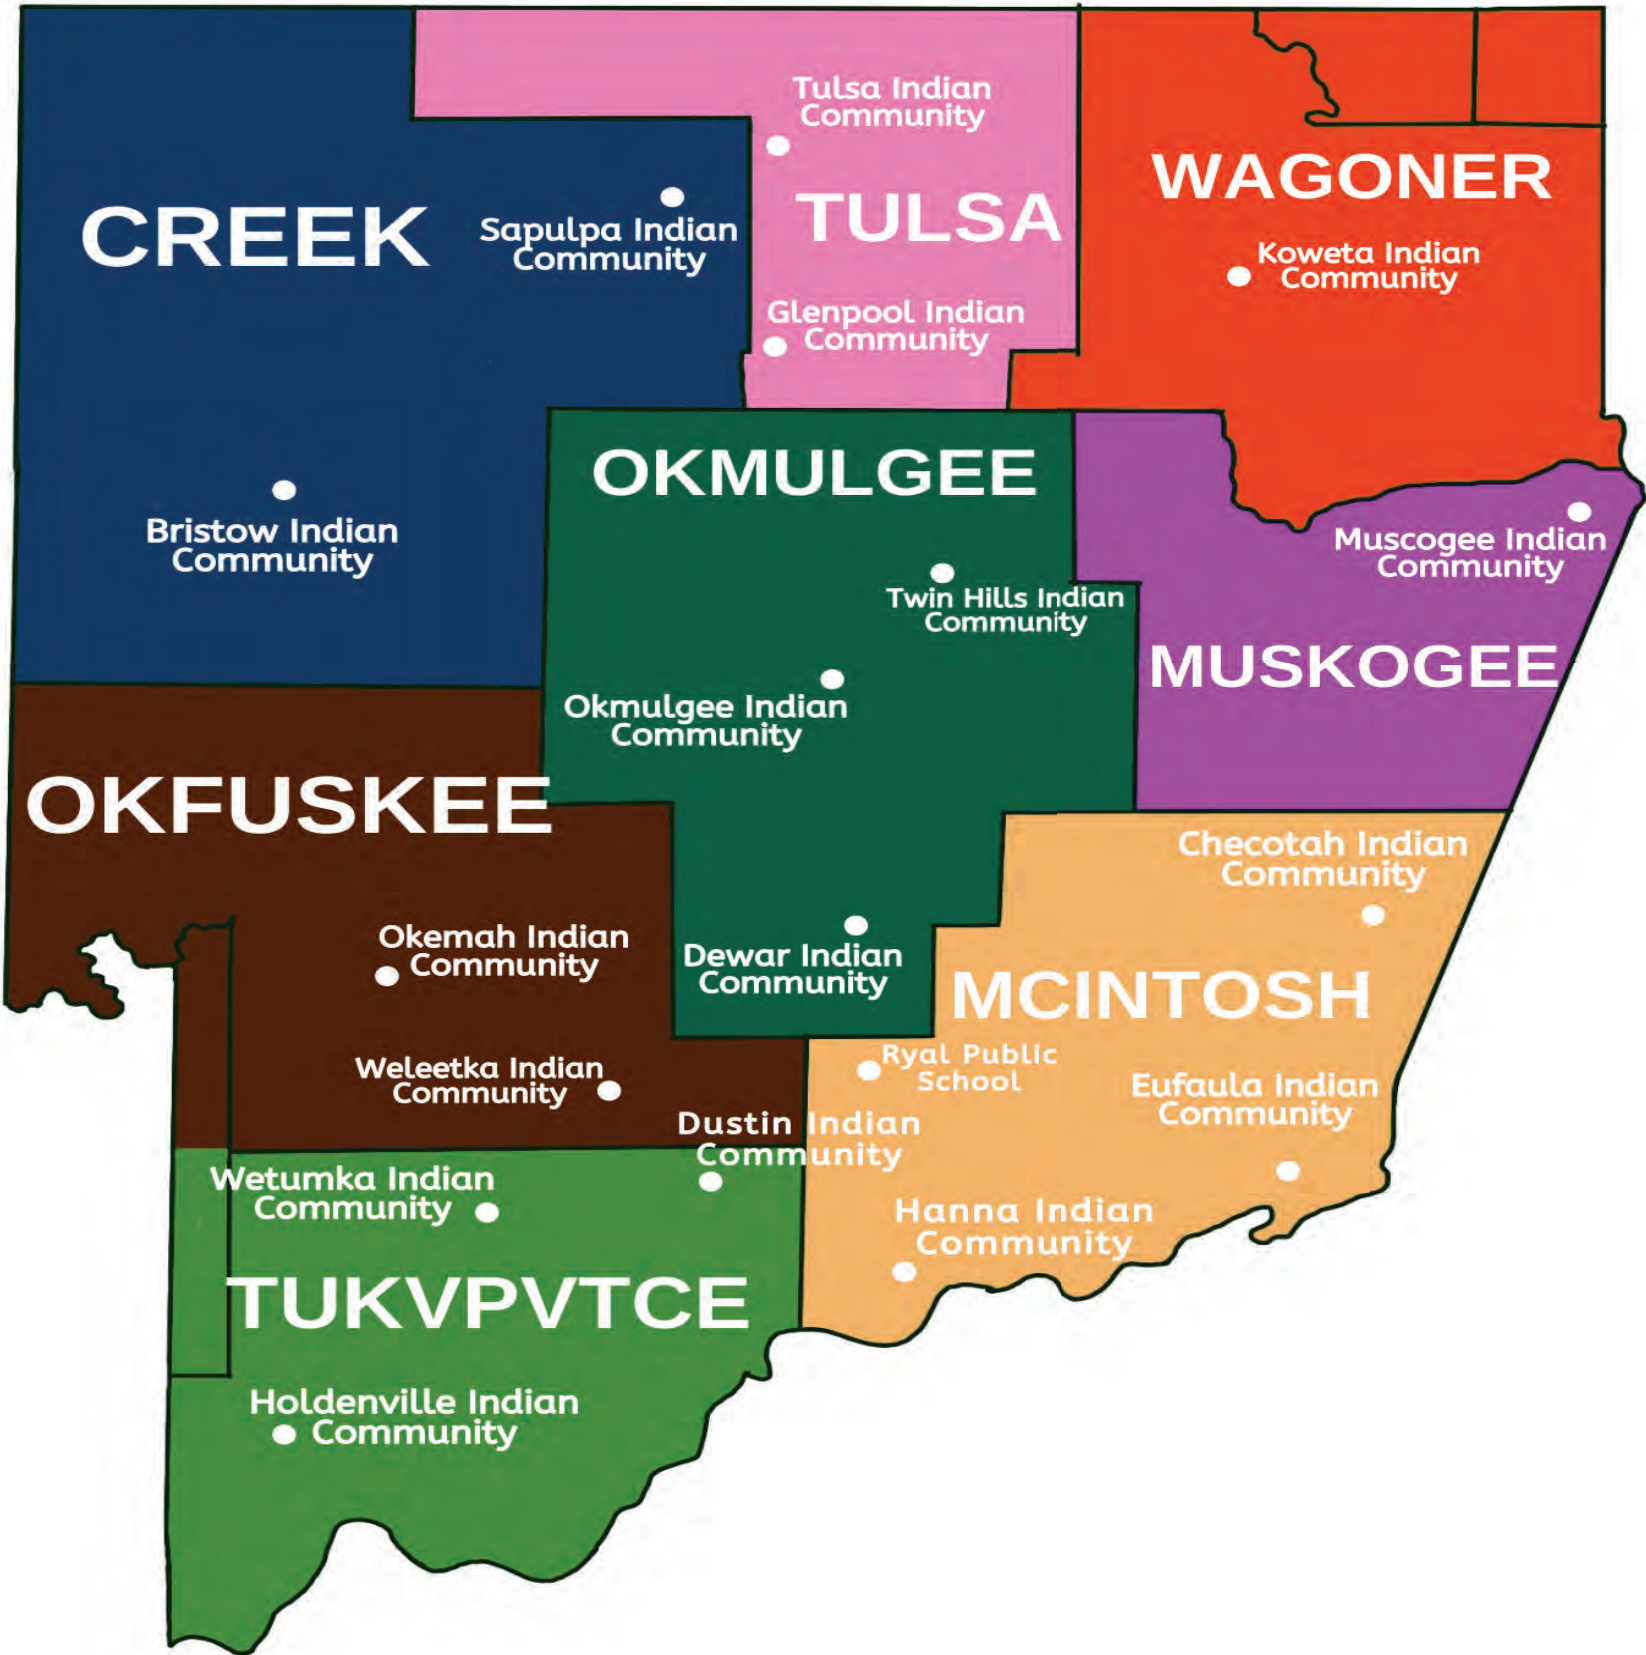 Tulsa Indian
Community
WAGONER
CREEK
Sapulpa Indian
Community
TULSA
Koweta Indian
Community
Glenpool Indian
Community
OKMULGEE
Bristow Indian
Community
Muscogee Indian
Community
Twin Hills Indian
Community
MUSKOGEE
Okmulgee Indian
Community
OKFUSKEE
Checotah Indian
Community
Okemah Indian
Community
Dewar Indian
Community
MCINTOSH
Weleetka Indian
Community
Ryal Public
School
Eufaula Indian
Community
Dustin Indian
Community
Wetumka Indian
Community
Hanna Indian
Community
TUKVPVTCE
Holdenville Indian
Community